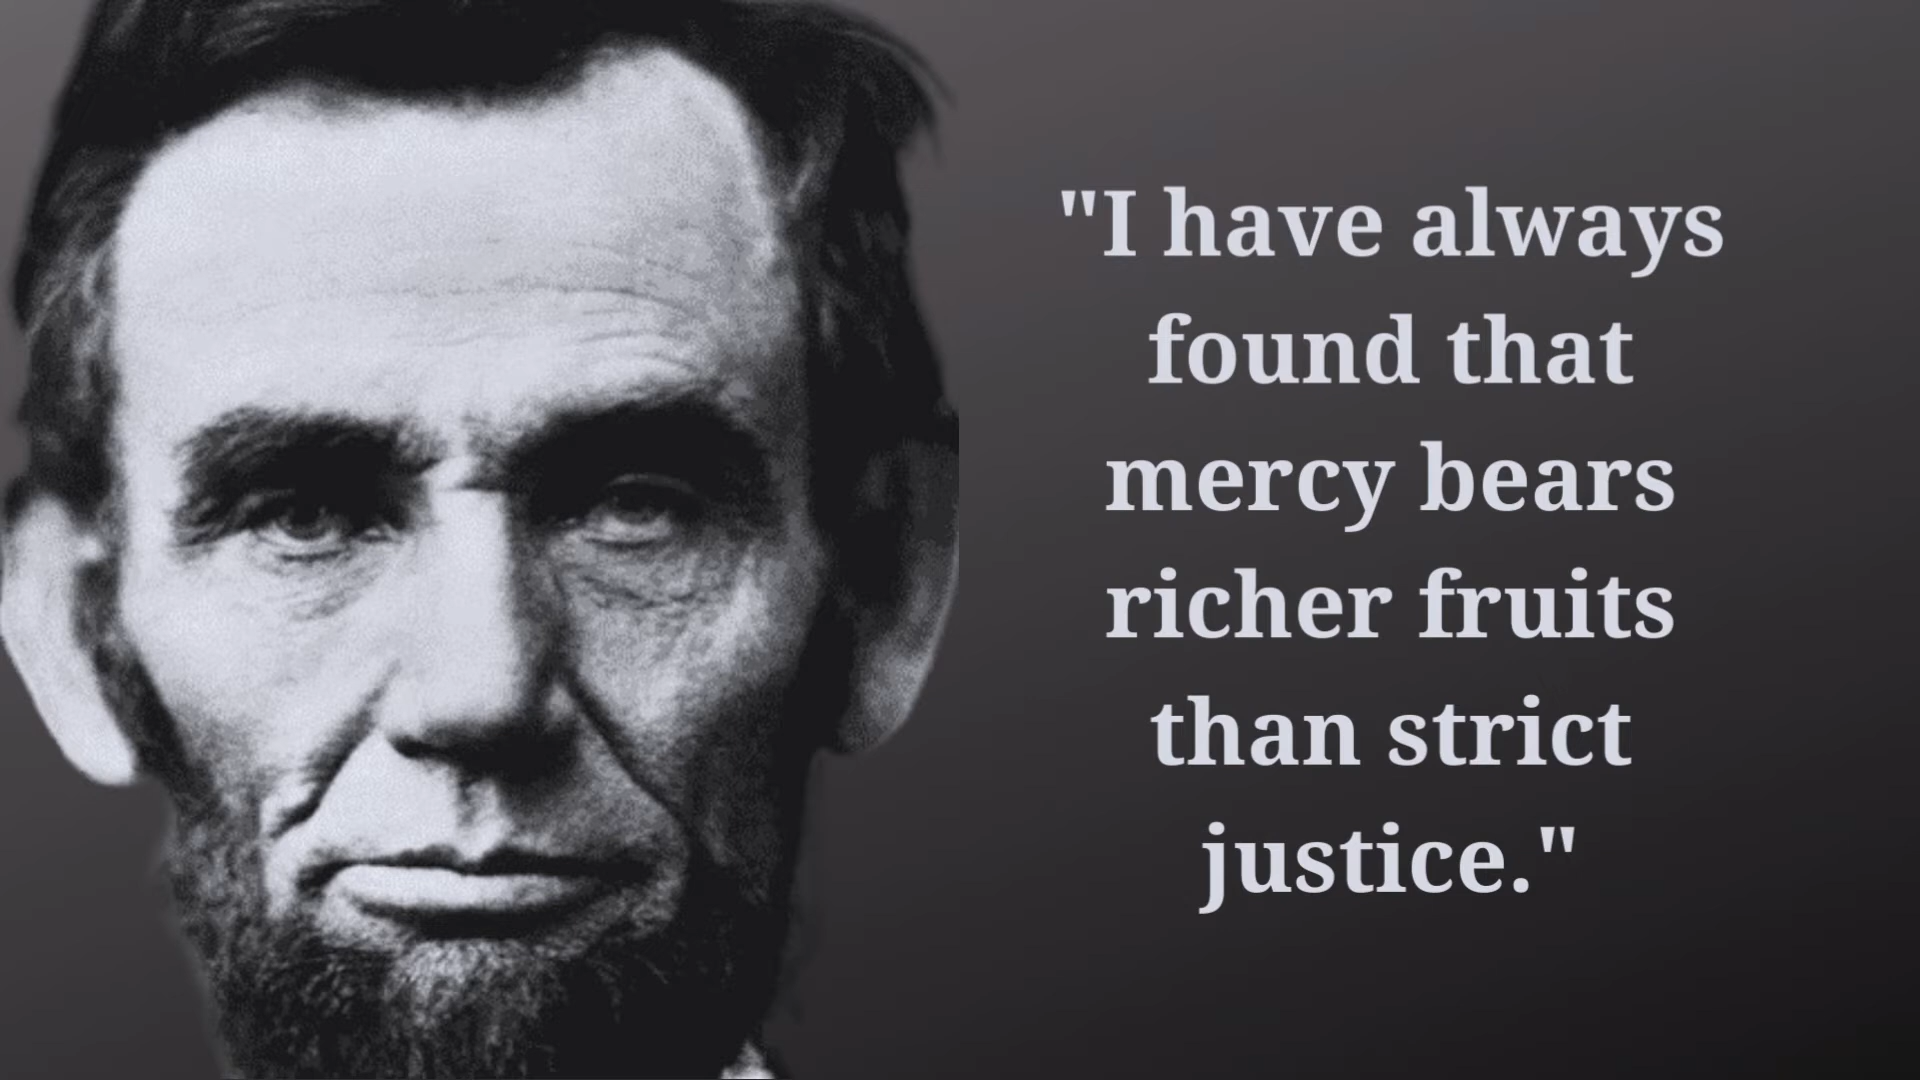 "I have always
found that
mercy bears
richer fruits
than strict
justice."